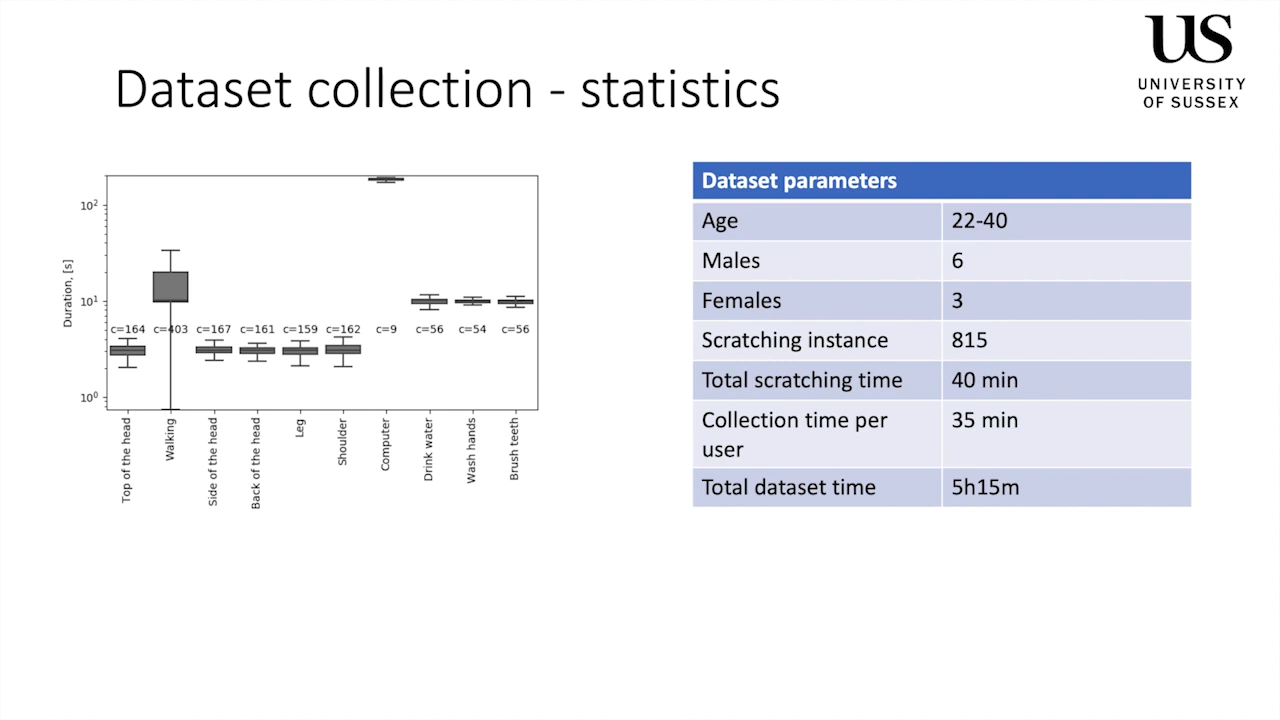 US
UNIVERSITY
OF SUSSEX
Dataset collection - statistics
Duration, [s]
10²
10¹
10⁰
c=164
c=403
c=167
c=161
c=159
c=162
c=9
c=56
c=54
c=56
Top of the head
Walking
Side of the head
Back of the head
Leg
Shoulder
Computer
Drink water
Wash hands
Brush teeth
Dataset parameters
Age 22-40
Males 6
Females 3
Scratching instance 815
Total scratching time 40 min
Collection time per 35 min
user
Total dataset time 5h15m